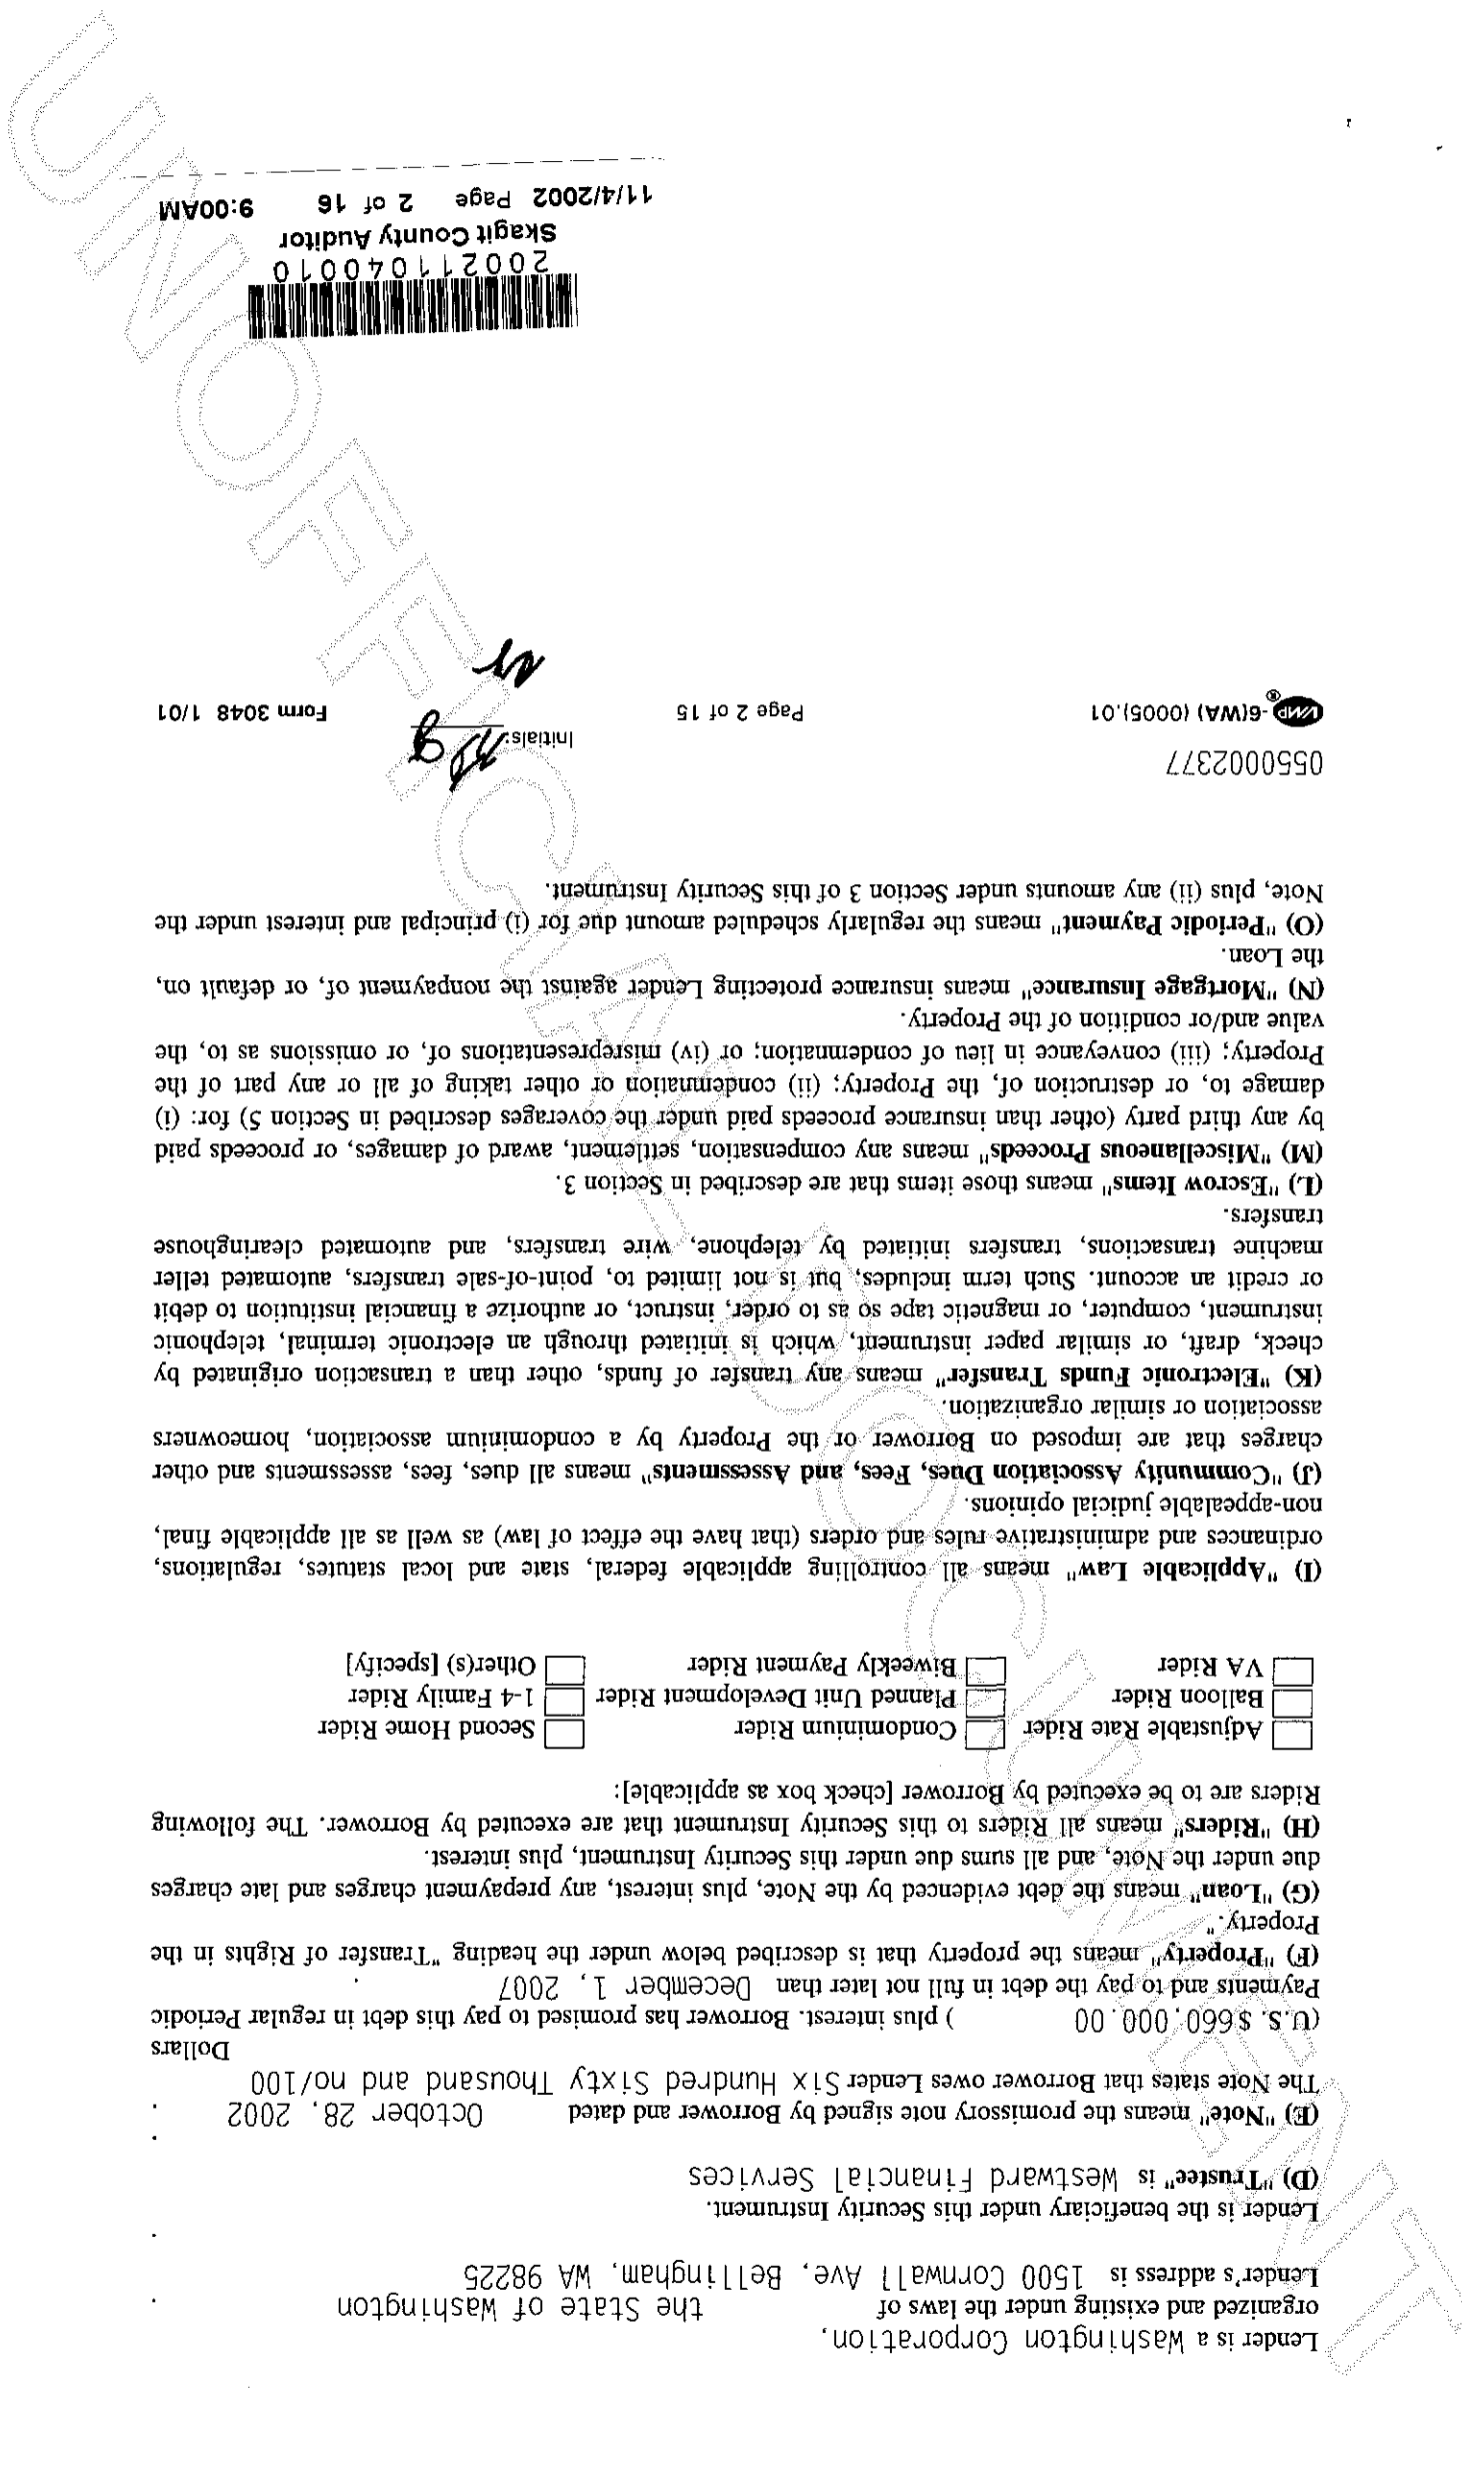 Lender is a Washington Corporation,
organized and existing under the laws of the State of Washington .
Lender's address is 1500 Cornwall Ave, Bellingham, WA 98225
.
Lender is the beneficiary under this Security Instrument.
(D) "Trustee" is Westward Financial Services
.
(E) "Note" means the promissory note signed by Borrower and dated October 28, 2002 .
The Note states that Borrower owes Lender Six Hundred Sixty Thousand and no/100
Dollars
(U.S. $660,000.00 ) plus interest. Borrower has promised to pay this debt in regular Periodic
Payments and to pay the debt in full not later than December 1, 2007 .
(F) "Property" means the property that is described below under the heading "Transfer of Rights in the
Property."
(G) "Loan" means the debt evidenced by the Note, plus interest, any prepayment charges and late charges
due under the Note, and all sums due under this Security Instrument, plus interest.
(H) "Riders" means all Riders to this Security Instrument that are executed by Borrower. The following
Riders are to be executed by Borrower [check box as applicable]:
Adjustable Rate Rider Condominium Rider Second Home Rider
Balloon Rider Planned Unit Development Rider 1-4 Family Rider
VA Rider Biweekly Payment Rider Other(s) [specify]
(I) "Applicable Law" means all controlling applicable federal, state and local statutes, regulations,
ordinances and administrative rules and orders (that have the effect of law) as well as all applicable final,
non-appealable judicial opinions.
(J) "Community Association Dues, Fees, and Assessments" means all dues, fees, assessments and other
charges that are imposed on Borrower or the Property by a condominium association, homeowners
association or similar organization.
(K) "Electronic Funds Transfer" means any transfer of funds, other than a transaction originated by
check, draft, or similar paper instrument, which is initiated through an electronic terminal, telephonic
instrument, computer, or magnetic tape so as to order, instruct, or authorize a financial institution to debit
or credit an account. Such term includes, but is not limited to, point-of-sale transfers, automated teller
machine transactions, transfers initiated by telephone, wire transfers, and automated clearinghouse
transfers.
(L) "Escrow Items" means those items that are described in Section 3.
(M) "Miscellaneous Proceeds" means any compensation, settlement, award of damages, or proceeds paid
by any third party (other than insurance proceeds paid under the coverages described in Section 5) for: (i)
damage to, or destruction of, the Property; (ii) condemnation or other taking of all or any part of the
Property; (iii) conveyance in lieu of condemnation; or (iv) misrepresentations of, or omissions as to, the
value and/or condition of the Property.
(N) "Mortgage Insurance" means insurance protecting Lender against the nonpayment of, or default on,
the Loan.
(O) "Periodic Payment" means the regularly scheduled amount due for (i) principal and interest under the
Note, plus (ii) any amounts under Section 3 of this Security Instrument.
0550002377
Initials:
VMP®-6(WA) (0005).01 Page 2 of 15 Form 3048 1/01
200211040010
Skagit County Auditor
11/4/2002 Page 2 of 16 9:00AM
UNOFFICIAL DOCUMENT